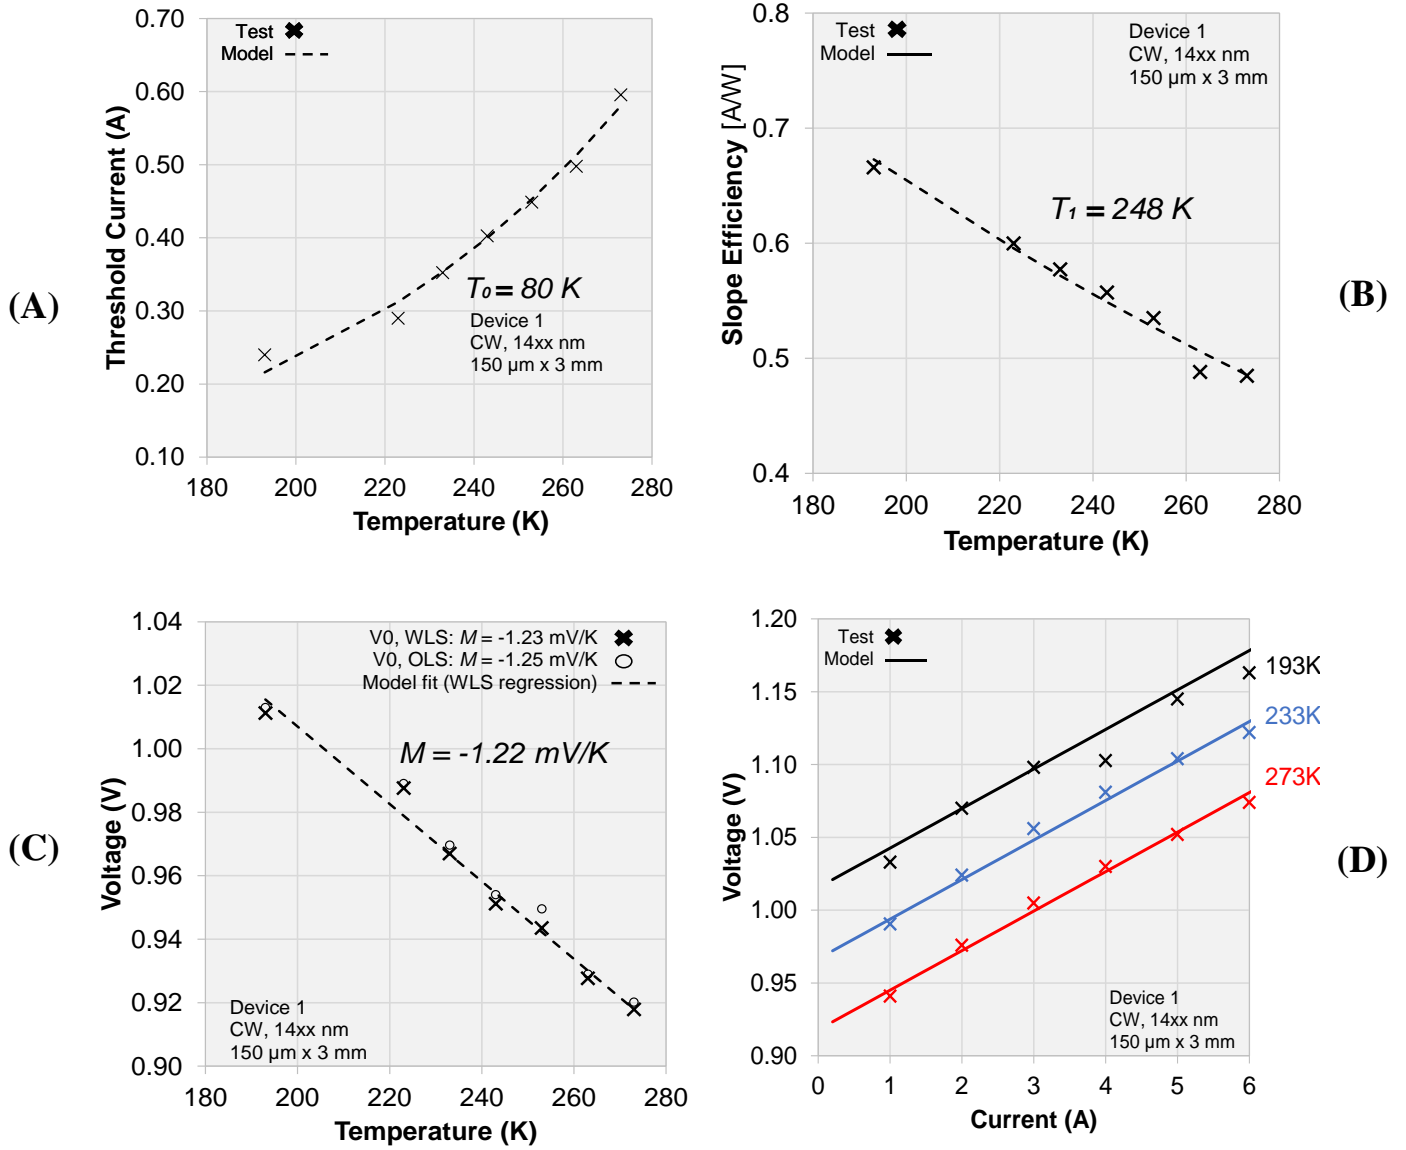 (A)
0.70
0.60
0.50
0.40
0.30
0.20
0.10
180 200 220 240 260 280
Threshold Current (A)
Temperature (K)
Test
Model
T₀ = 80 K
Device 1
CW, 14xx nm
150 µm x 3 mm
(B)
0.8
0.7
0.6
0.5
0.4
180 200 220 240 260 280
Slope Efficiency [A/W]
Temperature (K)
Test
Model
Device 1
CW, 14xx nm
150 µm x 3 mm
T₁ = 248 K
(C)
1.04
1.02
1.00
0.98
0.96
0.94
0.92
0.90
180 200 220 240 260 280
Voltage (V)
Temperature (K)
V0, WLS: M = -1.23 mV/K
V0, OLS: M = -1.25 mV/K
Model fit (WLS regression)
M = -1.22 mV/K
Device 1
CW, 14xx nm
150 µm x 3 mm
(D)
1.20
1.15
1.10
1.05
1.00
0.95
0.90
0 1 2 3 4 5 6
Voltage (V)
Current (A)
Test
Model
193K
233K
273K
Device 1
CW, 14xx nm
150 µm x 3 mm